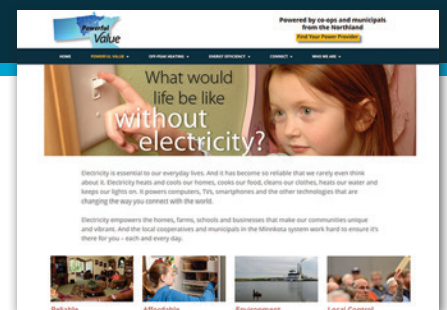 Powerful
Value
Powered by co-ops and municipals
from the Northland
Find Your Power Provider
HOME
POWERFUL VALUE
OFF-PEAK HEATING
ENERGY EFFICIENCY
CONNECT
WHO WE ARE
What would
life be like
without
electricity?
Electricity is essential to our everyday lives. And it has become so reliable that we rarely even think
about it. Electricity heats and cools our homes, cooks our food, cleans our clothes, heats our water and
keeps our lights on. It powers computers, TVs, smartphones and the other technologies that are
changing the way you connect with the world.
Electricity empowers the homes, farms, schools and businesses that make our communities unique
and vibrant. And the local cooperatives and municipals in the Minnkota system work hard to ensure it's
there for you – each and every day.
Reliable
Affordable
Environment
Local Control